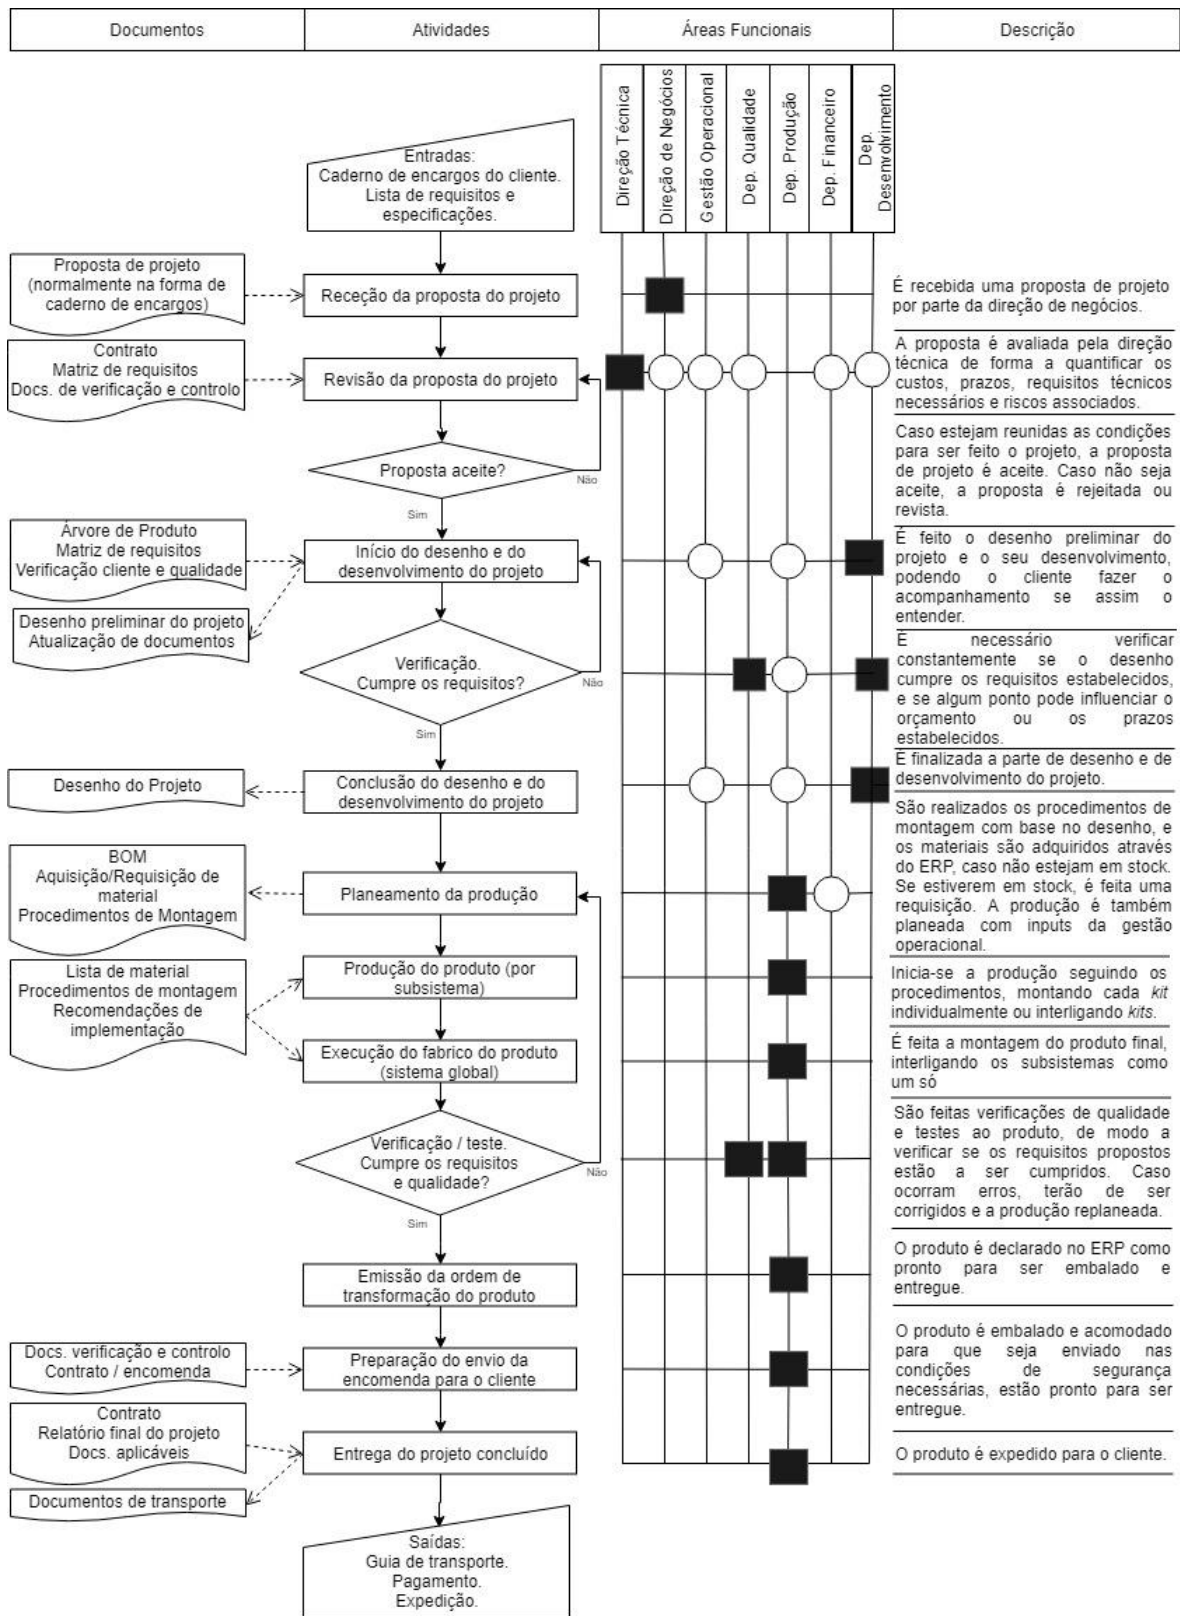 Documentos
Atividades
Áreas Funcionais
Descrição
Direção Técnica
Direção de Negócios
Gestão Operacional
Dep. Qualidade
Dep. Produção
Dep. Financeiro
Dep.
Desenvolvimento
Entradas:
Caderno de encargos do cliente.
Lista de requisitos e
especificações.
Proposta de projeto
(normalmente na forma de
caderno de encargos)
Receção da proposta do projeto
É recebida uma proposta de projeto
por parte da direção de negócios.
Contrato
Matriz de requisitos
Docs. de verificação e controlo
Revisão da proposta do projeto
A proposta é avaliada pela direção
técnica de forma a quantificar os
custos, prazos, requisitos técnicos
necessários e riscos associados.
Proposta aceite?
Não
Sim
Caso estejam reunidas as condições
para ser feito o projeto, a proposta
de projeto é aceite. Caso não seja
aceite, a proposta é rejeitada ou
revista.
Árvore de Produto
Matriz de requisitos
Verificação cliente e qualidade
Desenho preliminar do projeto
Atualização de documentos
Início do desenho e do
desenvolvimento do projeto
É feito o desenho preliminar do
projeto e o seu desenvolvimento,
podendo o cliente fazer o
acompanhamento se assim o
entender.
Verificação.
Cumpre os requisitos?
Não
Sim
É necessário verificar
constantemente se o desenho
cumpre os requisitos estabelecidos,
e se algum ponto pode influenciar o
orçamento ou os prazos
estabelecidos.
Desenho do Projeto
Conclusão do desenho e do
desenvolvimento do projeto
É finalizada a parte de desenho e de
desenvolvimento do projeto.
BOM
Aquisição/Requisição de
material
Procedimentos de Montagem
Planeamento da produção
São realizados os procedimentos de
montagem com base no desenho, e
os materiais são adquiridos através
do ERP, caso não estejam em stock.
Se estiverem em stock, é feita uma
requisição. A produção é também
planeada com inputs da gestão
operacional.
Lista de material
Procedimentos de montagem
Recomendações de
implementação
Produção do produto (por
subsistema)
Inicia-se a produção seguindo os
procedimentos, montando cada kit
individualmente ou interligando kits.
Execução do fabrico do produto
(sistema global)
É feita a montagem do produto final,
interligando os subsistemas como
um só
Verificação / teste.
Cumpre os requisitos
e qualidade?
Não
Sim
São feitas verificações de qualidade
e testes ao produto, de modo a
verificar se os requisitos propostos
estão a ser cumpridos. Caso
ocorram erros, terão de ser
corrigidos e a produção replaneada.
Emissão da ordem de
transformação do produto
O produto é declarado no ERP como
pronto para ser embalado e
entregue.
Docs. verificação e controlo
Contrato / encomenda
Preparação do envio da
encomenda para o cliente
O produto é embalado e acomodado
para que seja enviado nas
condições de segurança
necessárias, estão pronto para ser
entregue.
Contrato
Relatório final do projeto
Docs. aplicáveis
Documentos de transporte
Entrega do projeto concluído
O produto é expedido para o cliente.
Saídas:
Guia de transporte.
Pagamento.
Expedição.